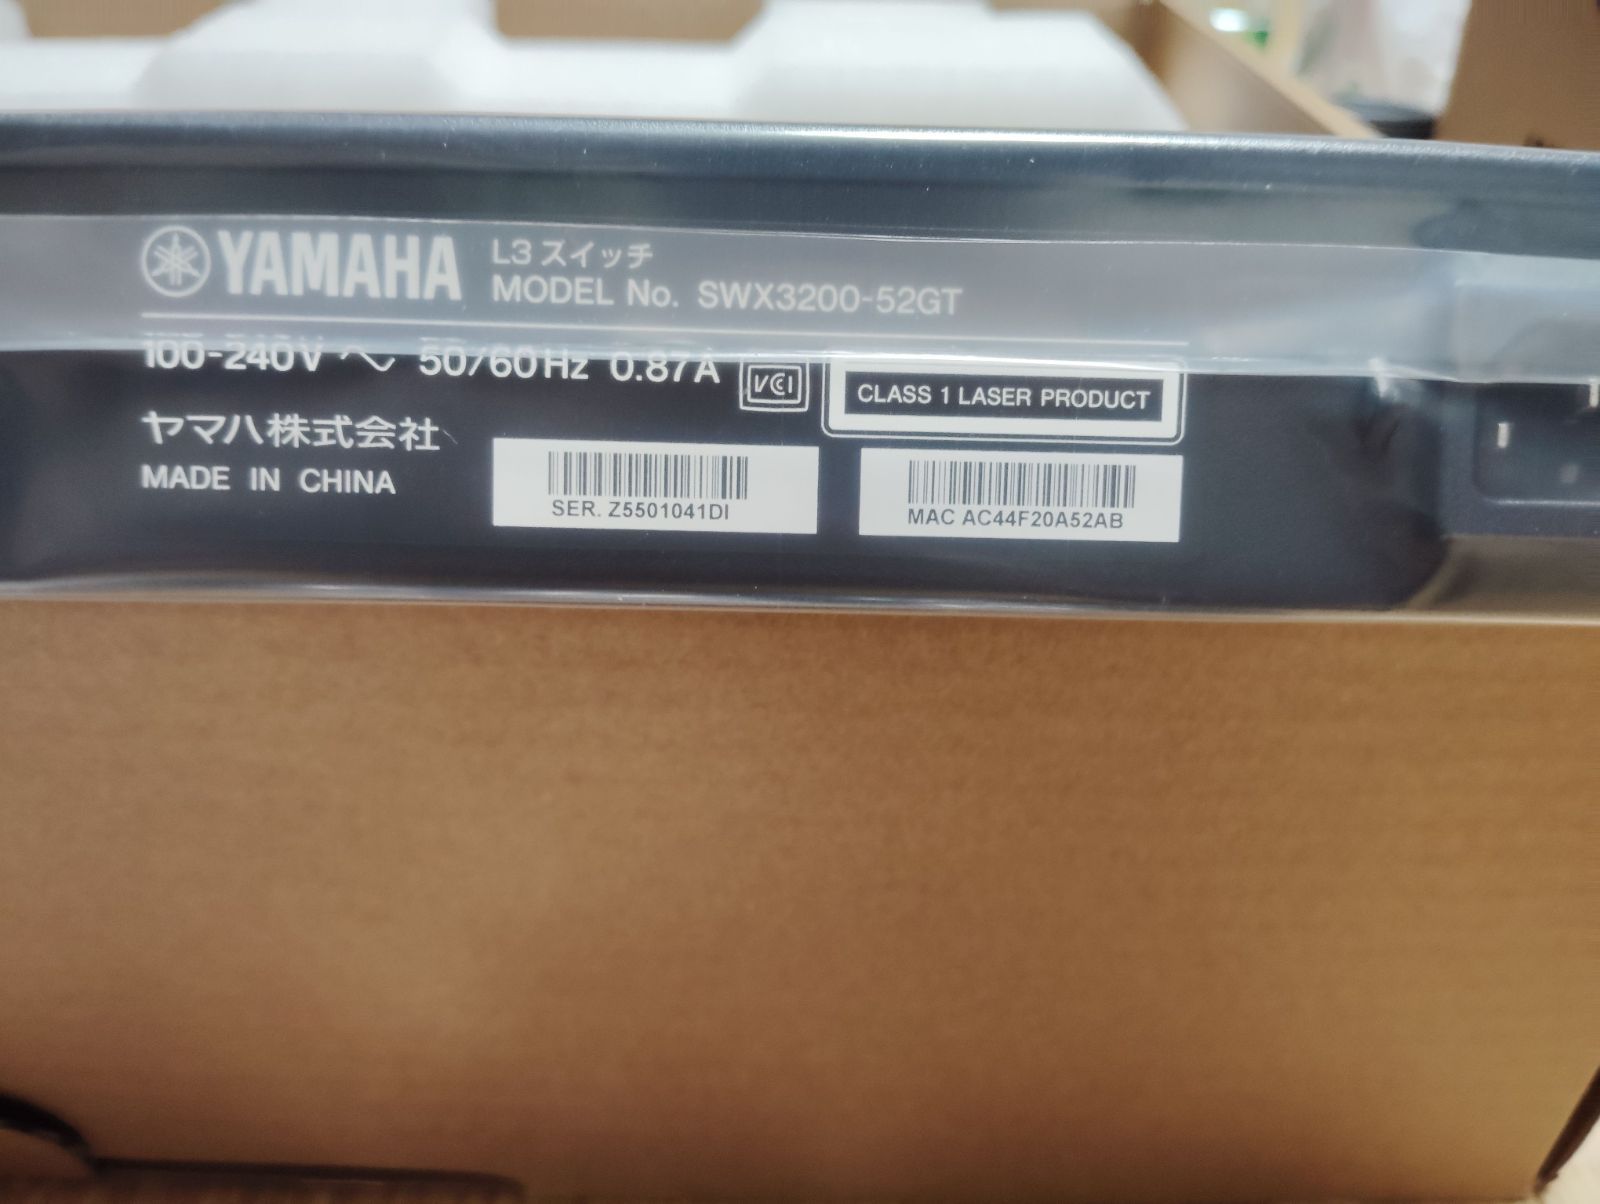 YAMAHA
L3 スイッチ
MODEL No. SWX3200-52GT
100-240V ~ 50/60Hz 0.87A
VCI
CLASS 1 LASER PRODUCT
ヤマハ株式会社
MADE IN CHINA
SER. Z5501041DI
MAC AC44F20A52AB